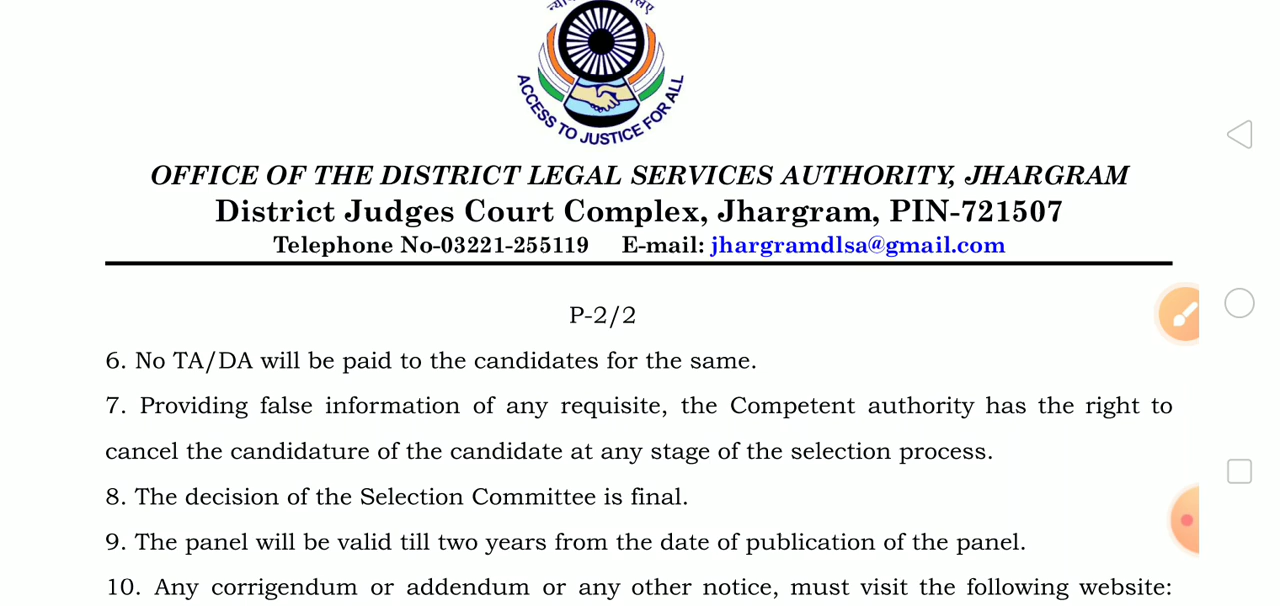 ACCESS TO JUSTICE FOR ALL
OFFICE OF THE DISTRICT LEGAL SERVICES AUTHORITY, JHARGRAM
District Judges Court Complex, Jhargram, PIN-721507
Telephone No-03221-255119 E-mail: jhargramdlsa@gmail.com
P-2/2
6. No TA/DA will be paid to the candidates for the same.
7. Providing false information of any requisite, the Competent authority has the right to
cancel the candidature of the candidate at any stage of the selection process.
8. The decision of the Selection Committee is final.
9. The panel will be valid till two years from the date of publication of the panel.
10. Any corrigendum or addendum or any other notice, must visit the following website: